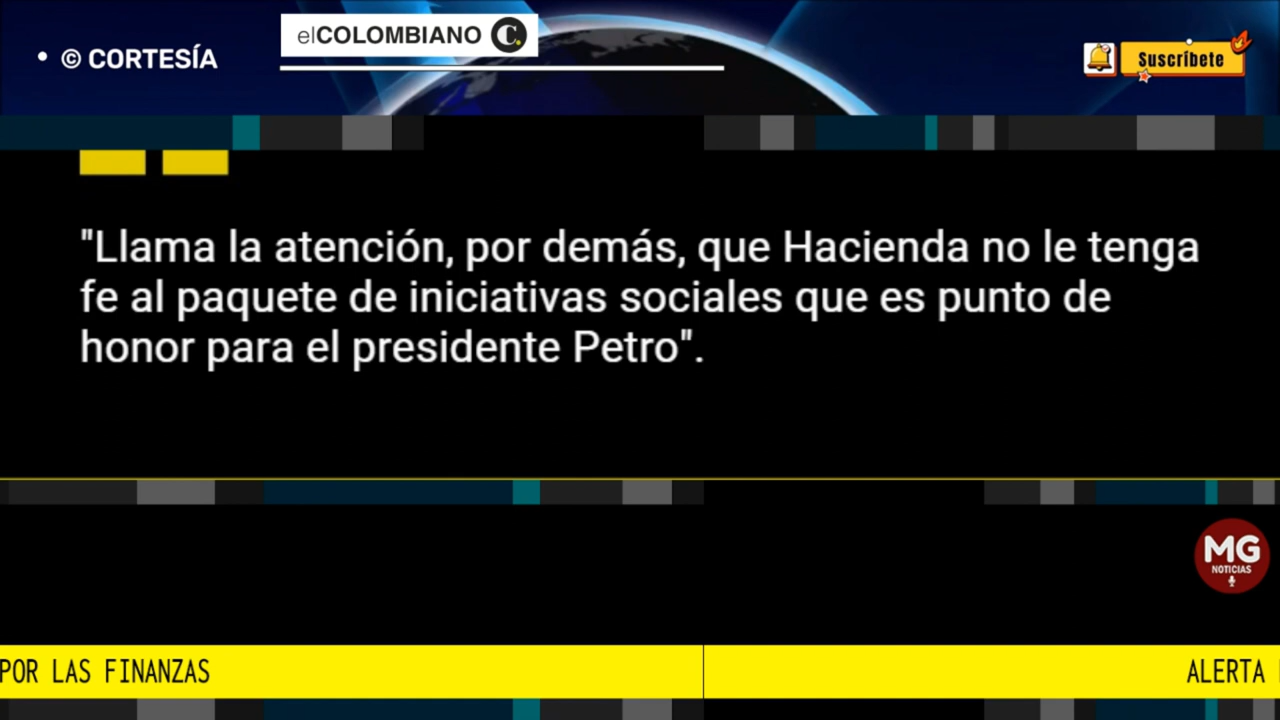 • © CORTESÍA
elCOLOMBIANO C.
Suscríbete
"Llama la atención, por demás, que Hacienda no le tenga
fe al paquete de iniciativas sociales que es punto de
honor para el presidente Petro".
MG
NOTICIAS
POR LAS FINANZAS
ALERTA